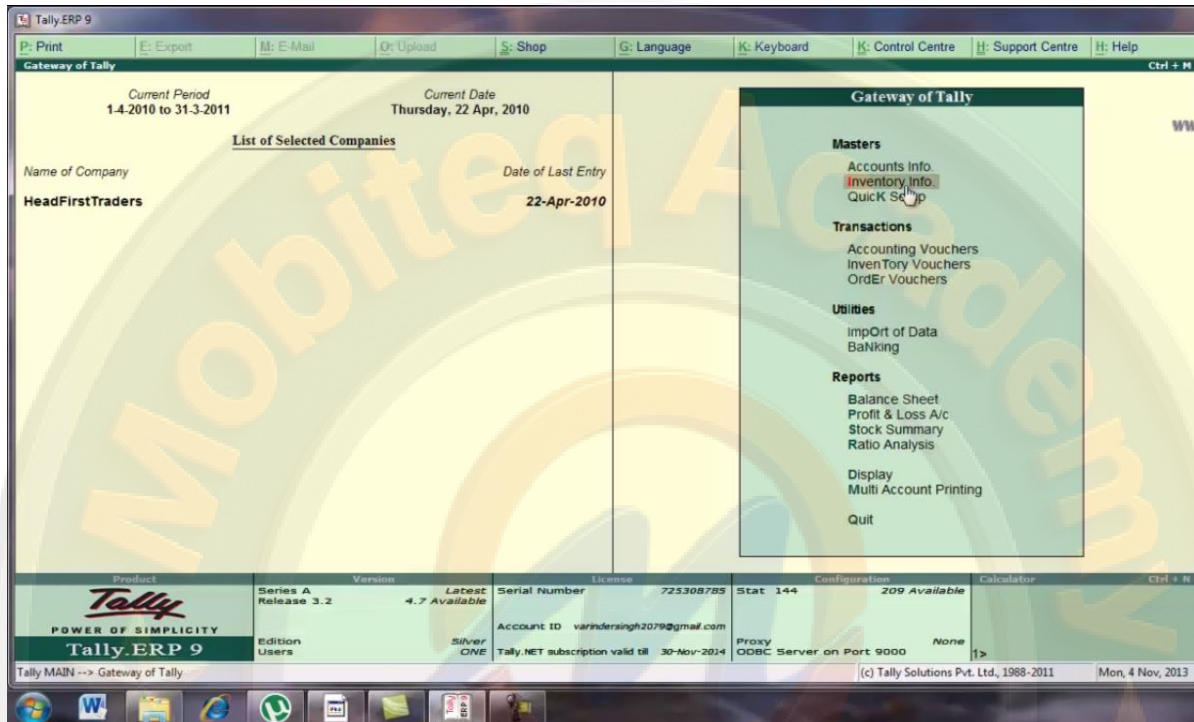 Tally.ERP 9
P: Print E: Export M: E-Mail O: Upload S: Shop G: Language K: Keyboard K: Control Centre H: Support Centre H: Help
Gateway of Tally Ctrl + M
Current Period Current Date
1-4-2010 to 31-3-2011 Thursday, 22 Apr, 2010
List of Selected Companies
Name of Company Date of Last Entry
HeadFirstTraders 22-Apr-2010
Gateway of Tally
Masters
Accounts Info.
Inventory Info.
QuicK
Transactions
Accounting Vouchers
InvenTory Vouchers
OrdEr Vouchers
Utilities
ImpOrt of Data
BaNking
Reports
Balance Sheet
Profit & Loss A/c
Stock Summary
Ratio Analysis
Display
Multi Account Printing
Quit
Mobiteq Academy
Product Version License Configuration Calculator Ctrl + N
Tally
POWER OF SIMPLICITY
Tally.ERP 9
Series A Latest
Release 3.2 4.7 Available
Edition Silver
Users ONE
Serial Number 725308785
Account ID varindersingh2079@gmail.com
Tally.NET subscription valid till 30-Nov-2014
Stat 144 209 Available
Proxy None
ODBC Server on Port 9000
1>
Tally MAIN --> Gateway of Tally (c) Tally Solutions Pvt. Ltd., 1988-2011 Mon, 4 Nov, 2013